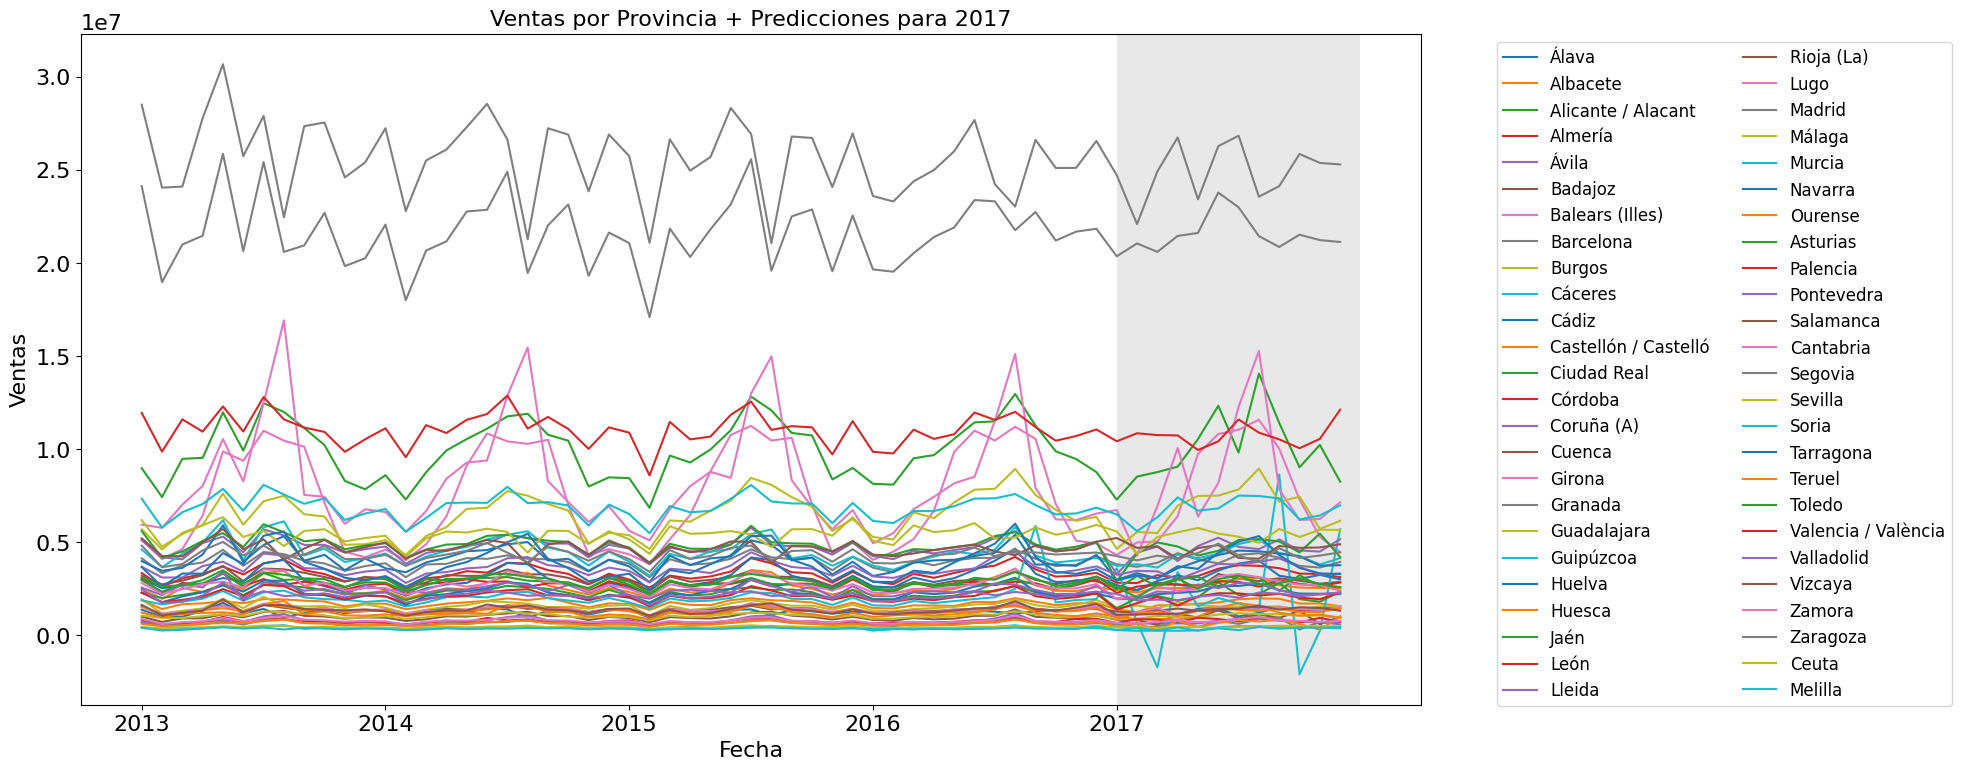 Ventas por Provincia + Predicciones para 2017
1e7
3.0
2.5
2.0
1.5
1.0
0.5
0.0
Ventas
2013 2014 2015 2016 2017
Fecha
Álava
Albacete
Alicante / Alacant
Almería
Ávila
Badajoz
Balears (Illes)
Barcelona
Burgos
Cáceres
Cádiz
Castellón / Castelló
Ciudad Real
Córdoba
Coruña (A)
Cuenca
Girona
Granada
Guadalajara
Guipúzcoa
Huelva
Huesca
Jaén
León
Lleida
Rioja (La)
Lugo
Madrid
Málaga
Murcia
Navarra
Ourense
Asturias
Palencia
Pontevedra
Salamanca
Cantabria
Segovia
Sevilla
Soria
Tarragona
Teruel
Toledo
Valencia / València
Valladolid
Vizcaya
Zamora
Zaragoza
Ceuta
Melilla